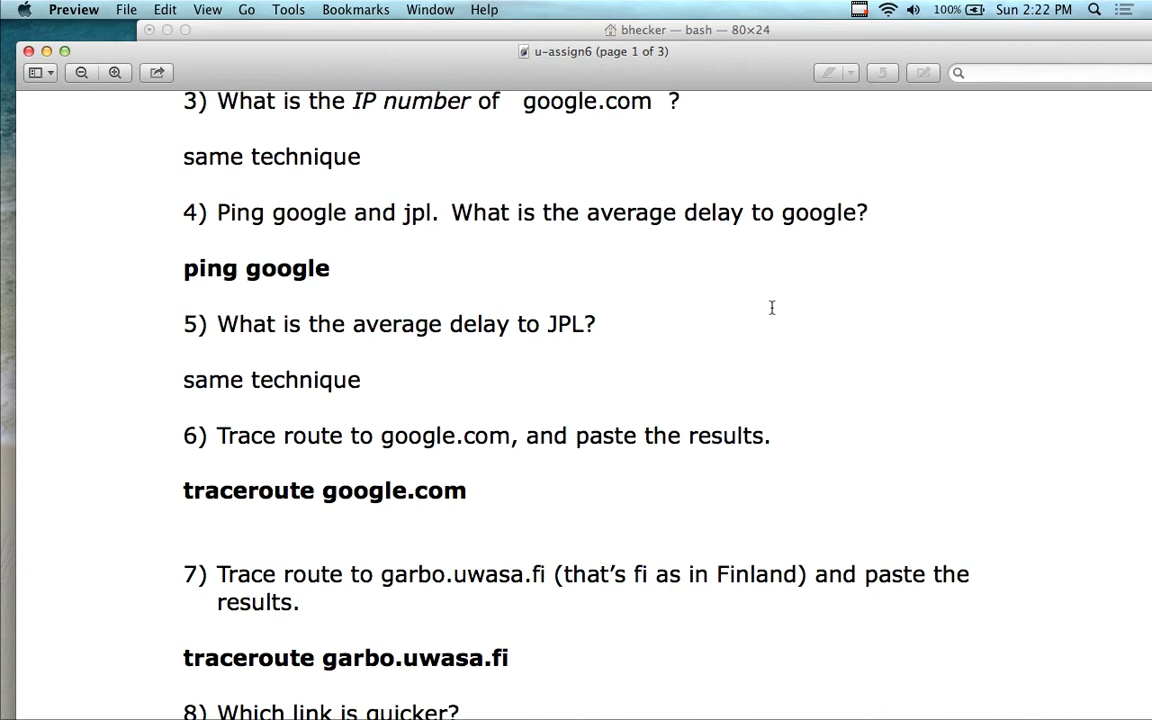 Preview File Edit View Go Tools Bookmarks Window Help 100% Sun 2:22 PM
bhecker — bash — 80×24
u-assign6 (page 1 of 3)
3) What is the IP number of google.com ?
same technique
4) Ping google and jpl. What is the average delay to google?
ping google
5) What is the average delay to JPL?
same technique
6) Trace route to google.com, and paste the results.
traceroute google.com
7) Trace route to garbo.uwasa.fi (that’s fi as in Finland) and paste the
results.
traceroute garbo.uwasa.fi
8) Which link is quicker?